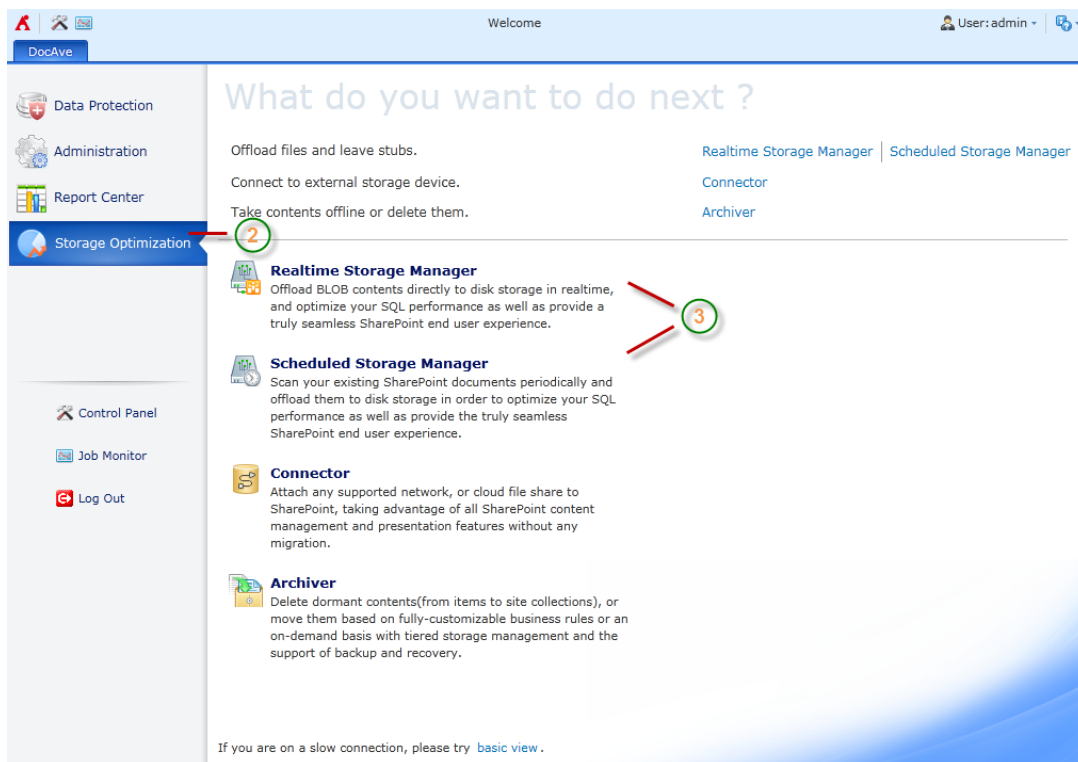 Welcome
User: admin
DocAve
Data Protection
Administration
Report Center
Storage Optimization
Control Panel
Job Monitor
Log Out
What do you want to do next ?
Offload files and leave stubs.
Realtime Storage Manager
Scheduled Storage Manager
Connect to external storage device.
Connector
Take contents offline or delete them.
Archiver
2
Realtime Storage Manager
Offload BLOB contents directly to disk storage in realtime,
and optimize your SQL performance as well as provide a
truly seamless SharePoint end user experience.
3
Scheduled Storage Manager
Scan your existing SharePoint documents periodically and
offload them to disk storage in order to optimize your SQL
performance as well as provide the truly seamless
SharePoint end user experience.
Connector
Attach any supported network, or cloud file share to
SharePoint, taking advantage of all SharePoint content
management and presentation features without any
migration.
Archiver
Delete dormant contents(from items to site collections), or
move them based on fully-customizable business rules or an
on-demand basis with tiered storage management and the
support of backup and recovery.
If you are on a slow connection, please try basic view.